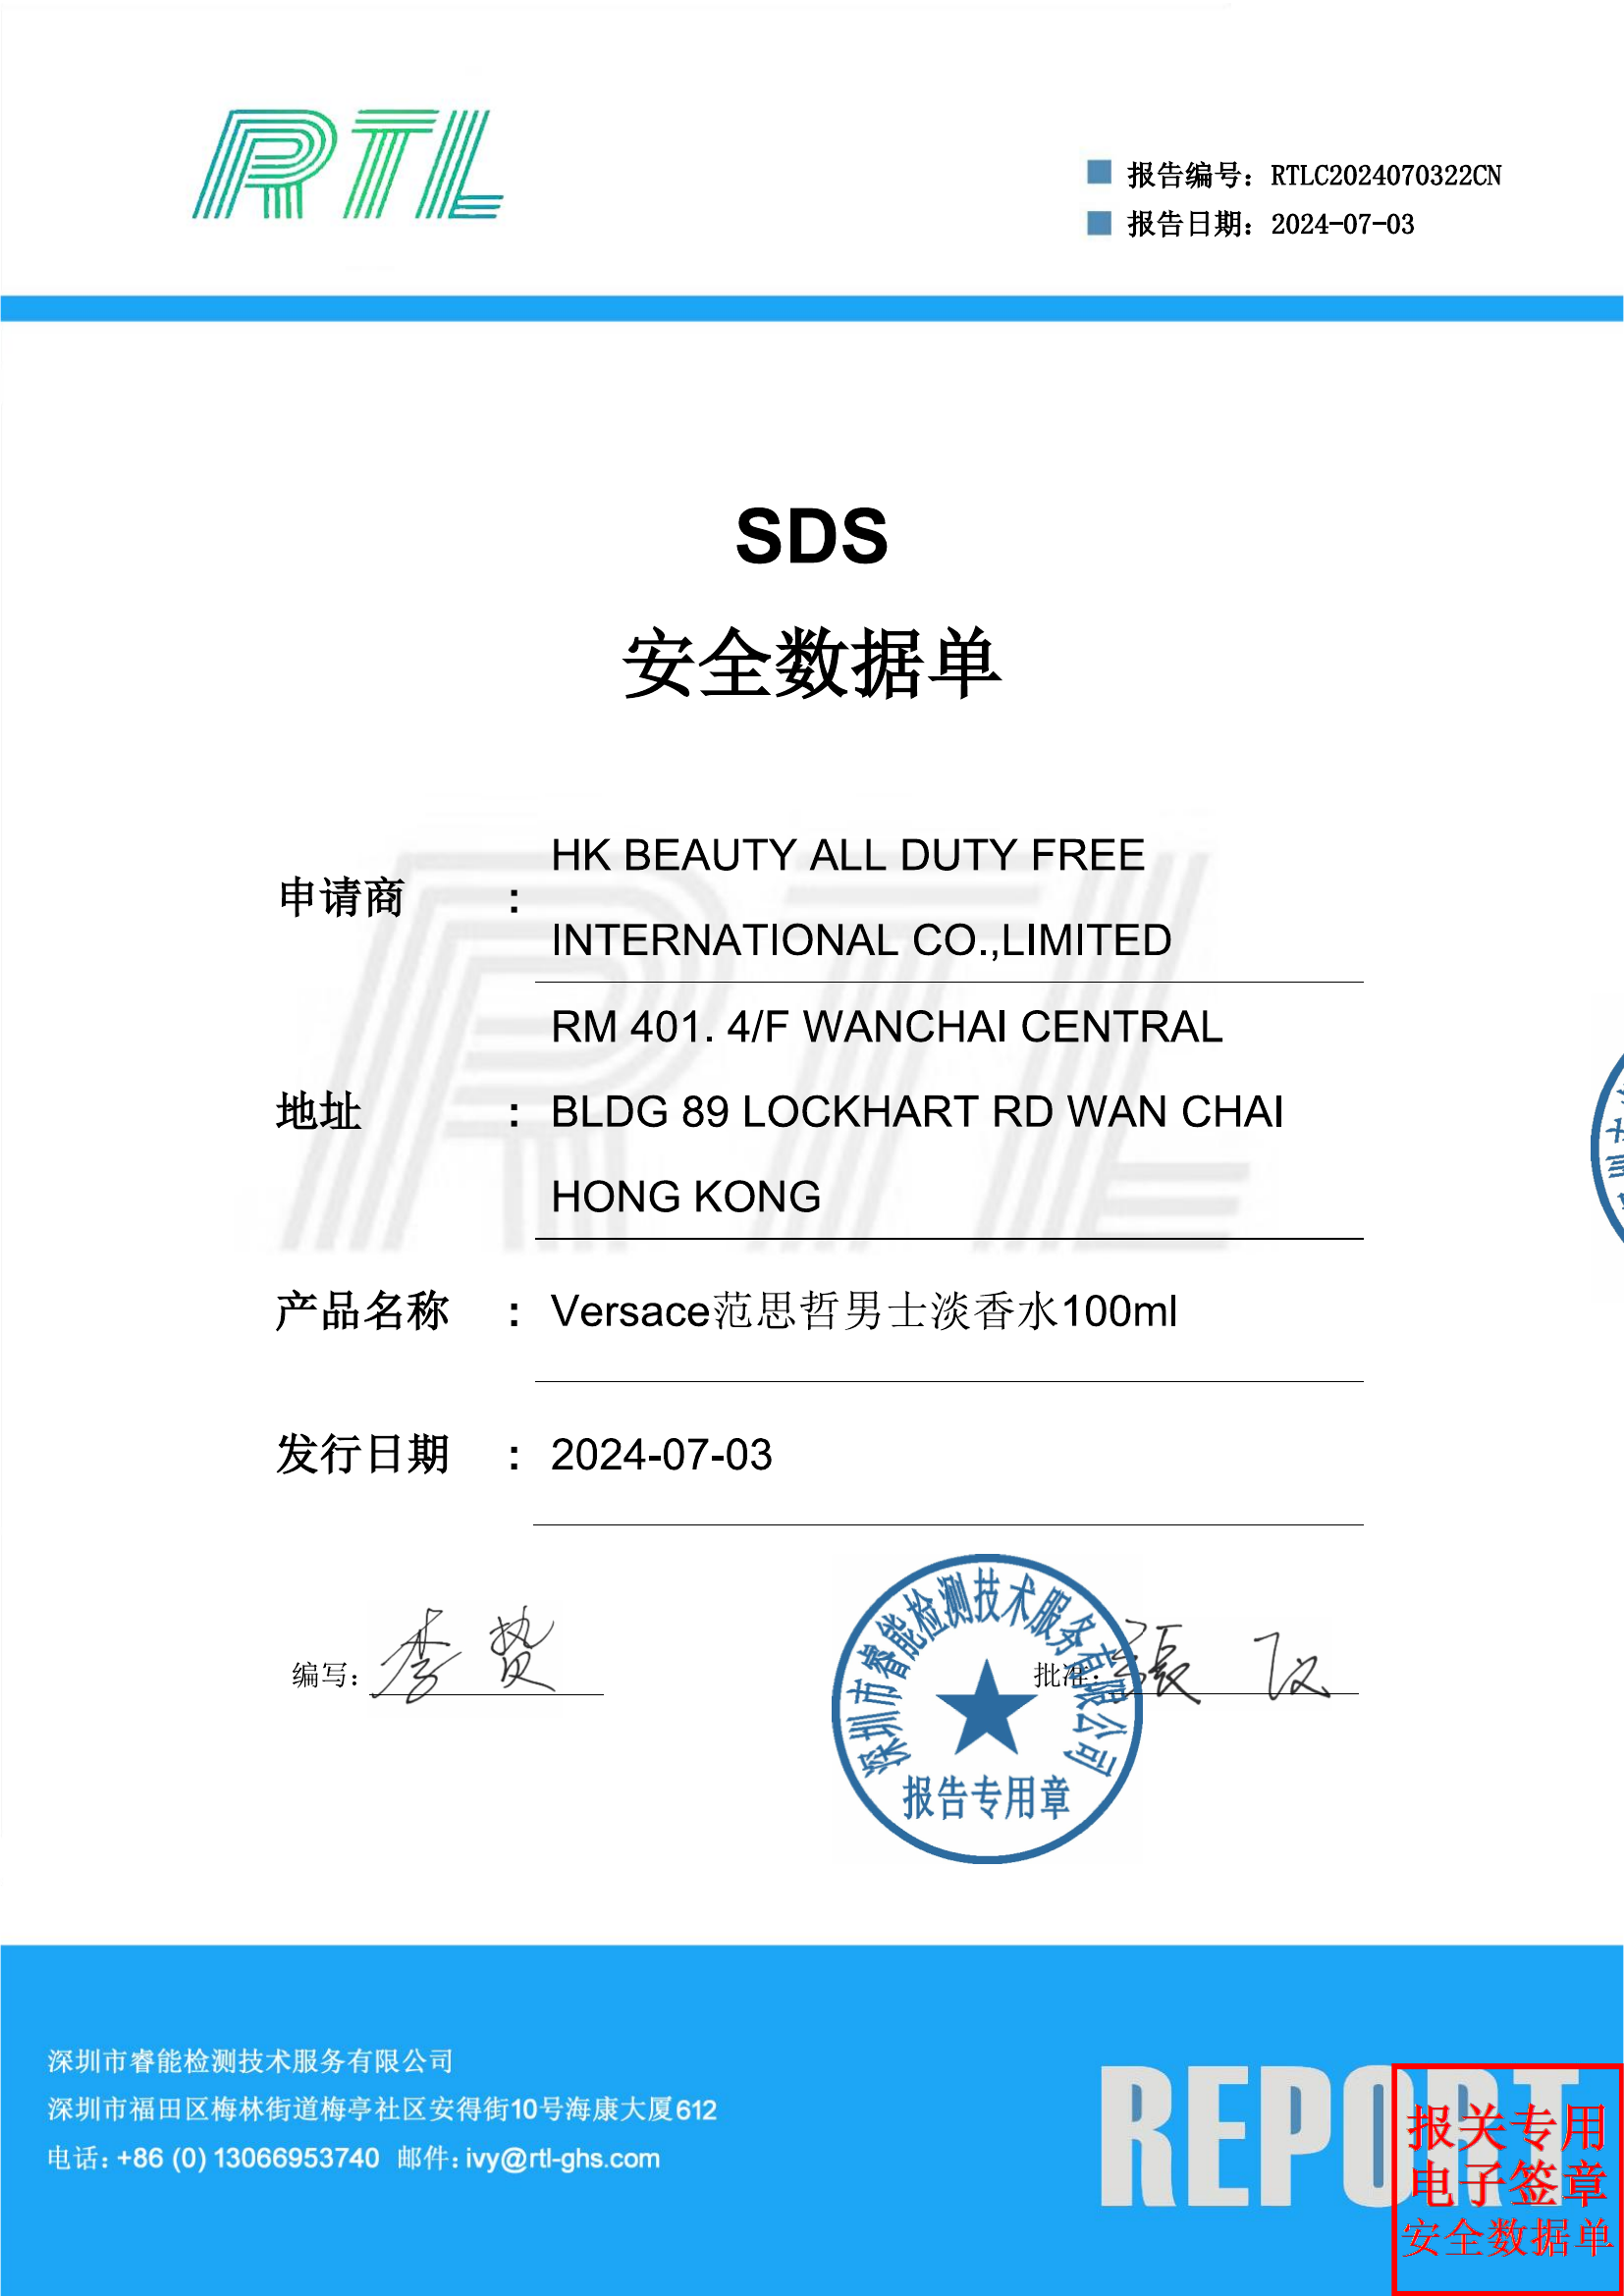 RTL
报告编号：RTLC2024070322CN
报告日期：2024-07-03
SDS
安全数据单
申请商 : HK BEAUTY ALL DUTY FREE
INTERNATIONAL CO.,LIMITED
RM 401. 4/F WANCHAI CENTRAL
地址 : BLDG 89 LOCKHART RD WAN CHAI
HONG KONG
产品名称 : Versace范思哲男士淡香水100ml
发行日期 : 2024-07-03
编写：李赞
批准：張
深圳市睿能检测技术服务有限公司
报告专用章
深圳市睿能检测技术服务有限公司
深圳市福田区梅林街道梅亭社区安得街10号海康大厦612
电话：+86 (0) 13066953740 邮件：ivy@rtl-ghs.com
REPORT
报关专用
电子签章
安全数据单